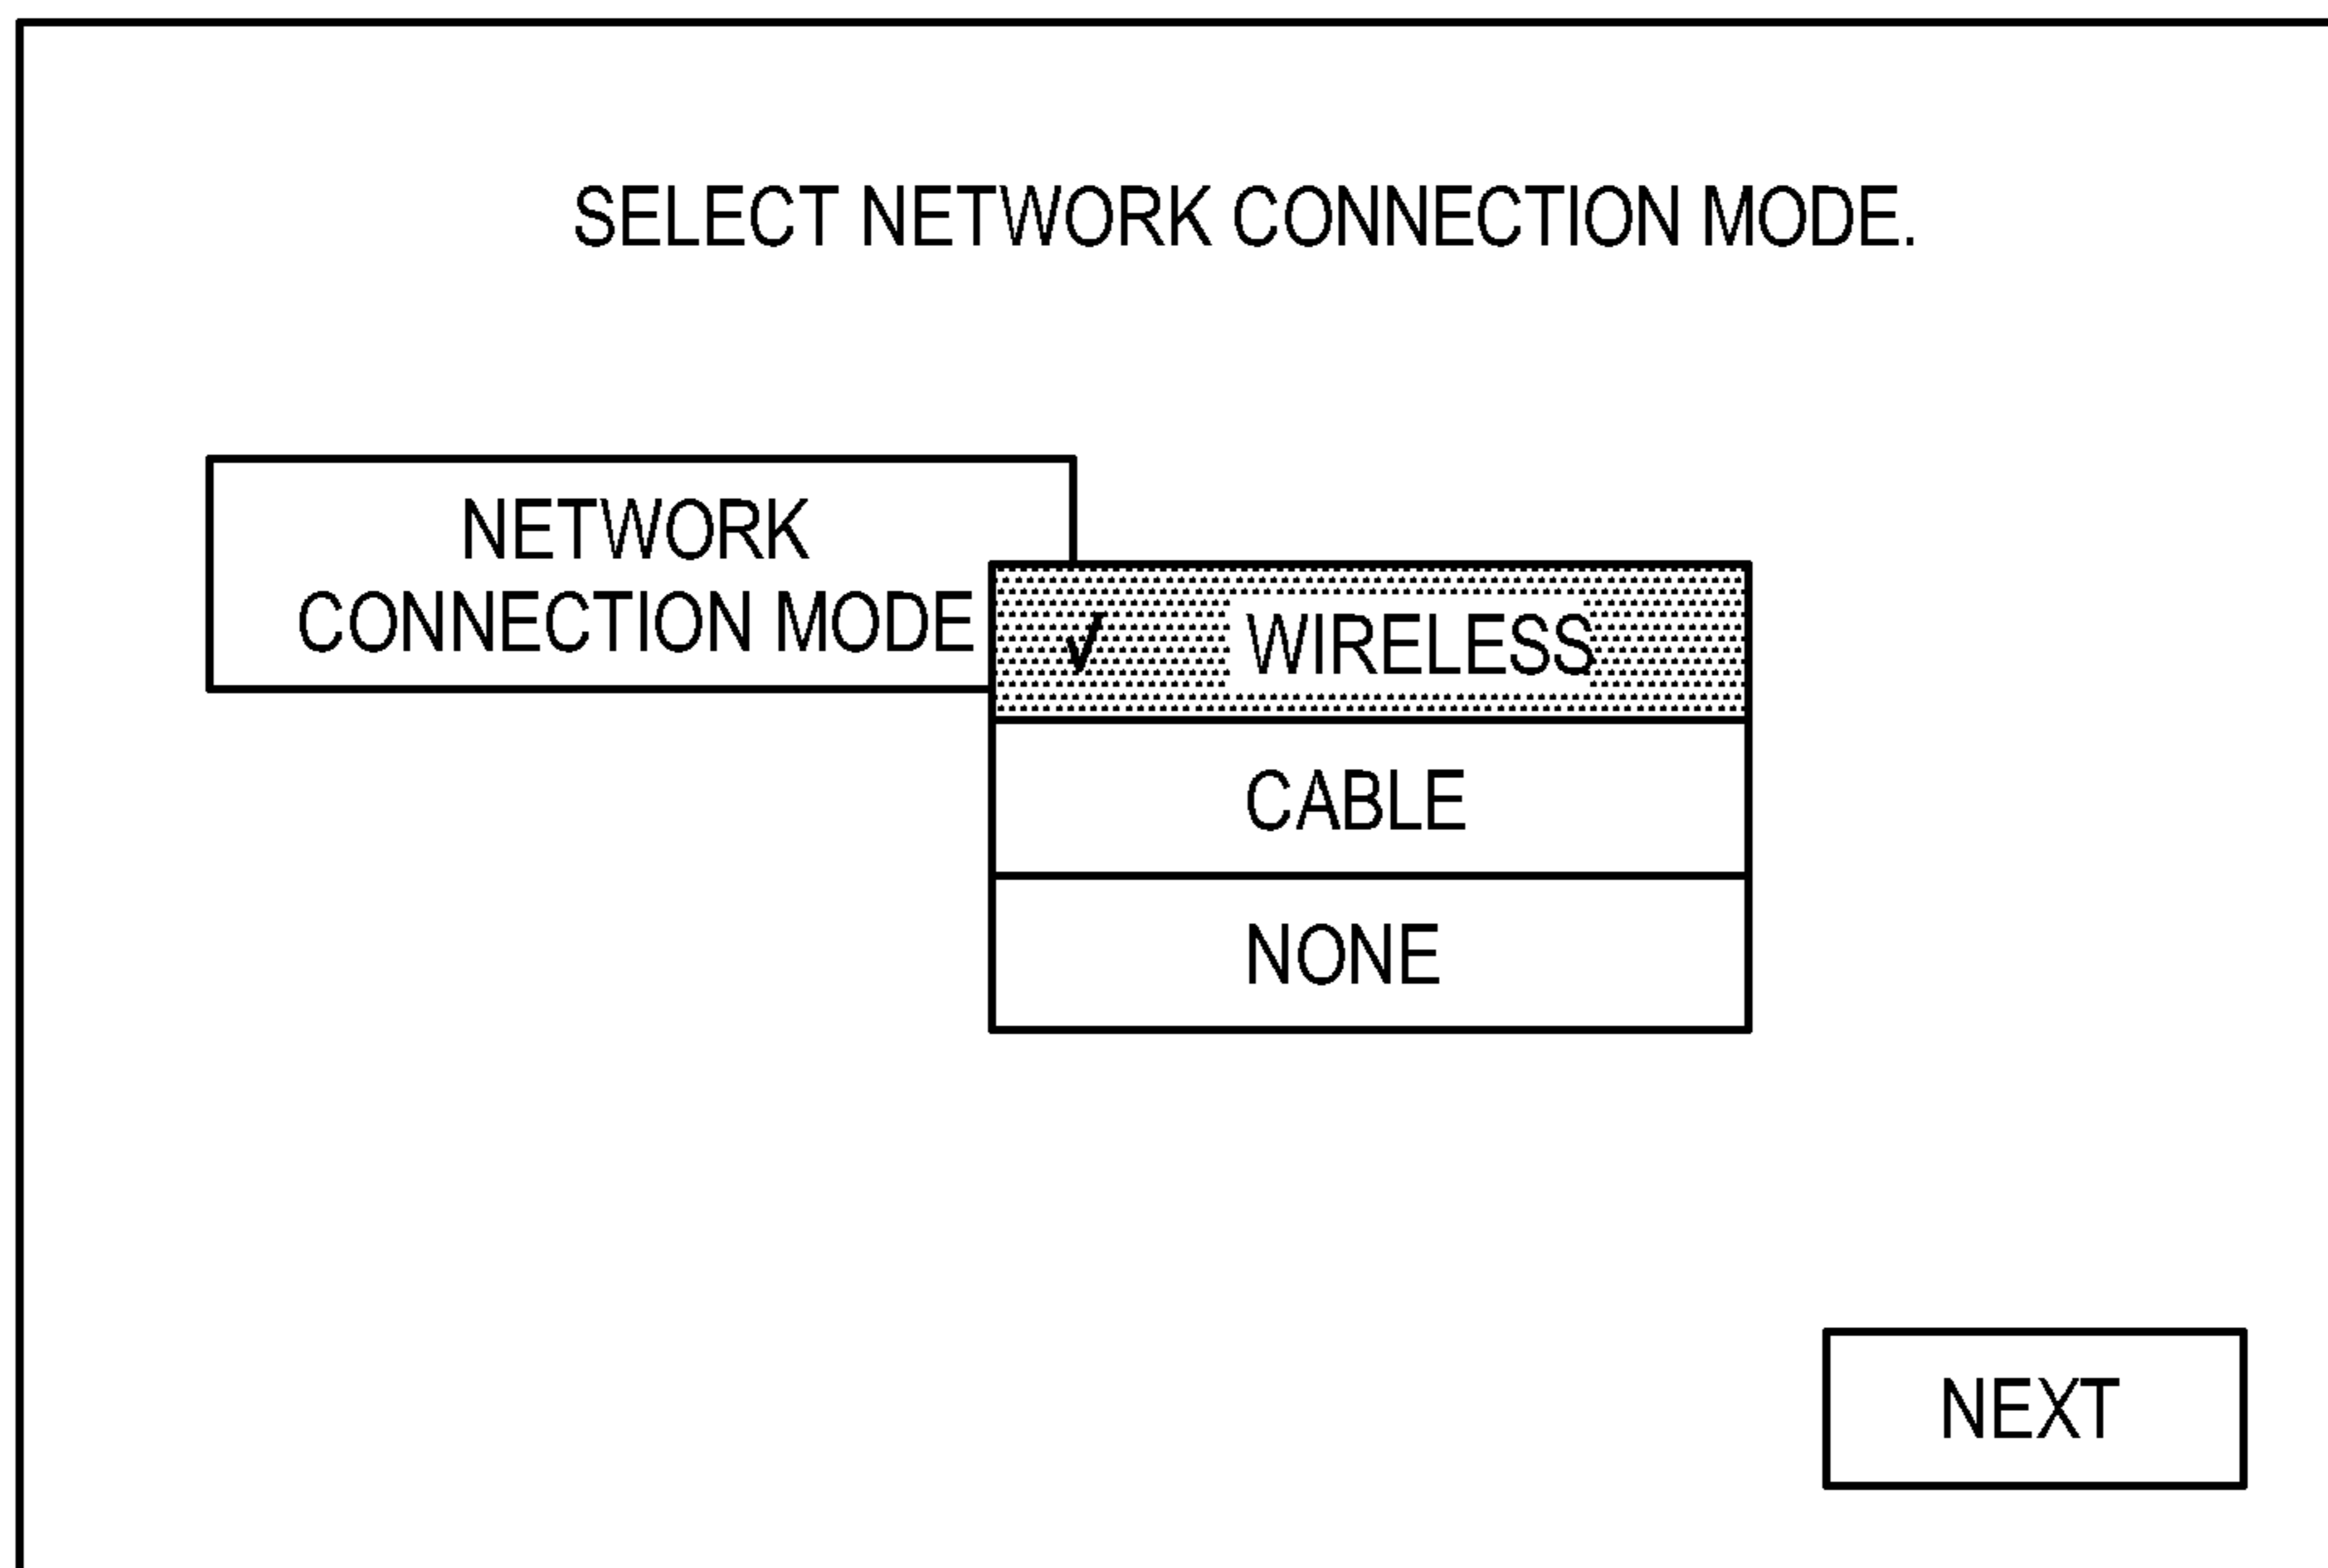 SELECT NETWORK CONNECTION MODE.
NETWORK
CONNECTION MODE
√ WIRELESS
CABLE
NONE
NEXT